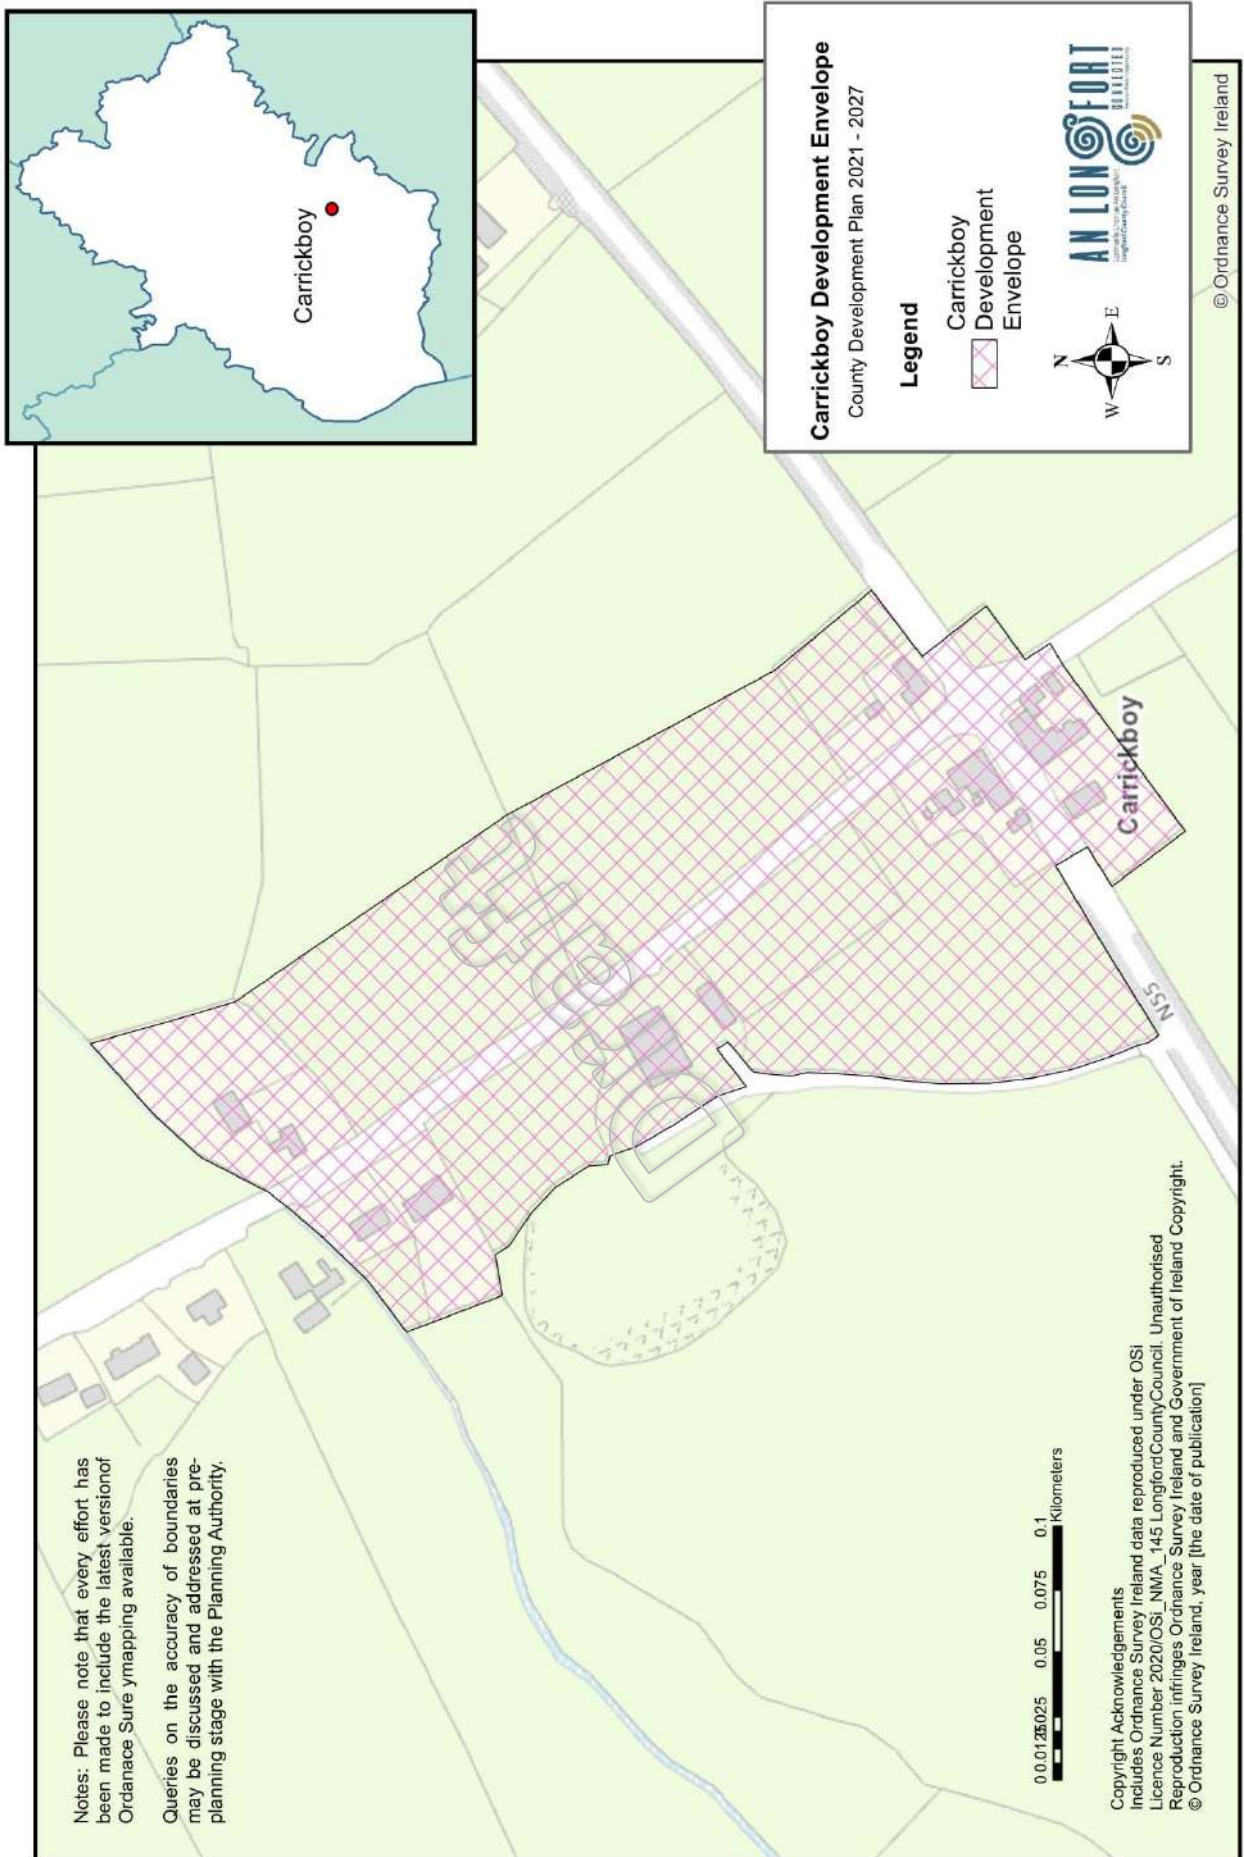 Notes: Please note that every effort has
been made to include the latest versionof
Ordanace Sure ymapping available.
Queries on the accuracy of boundaries
may be discussed and addressed at pre-
planning stage with the Planning Authority.
Carrickboy
Carrickboy Development Envelope
County Development Plan 2021 - 2027
Legend
Carrickboy
Development
Envelope
N
W
E
S
AN LONGFORT
CONNECTED
Longford County Council
N55
Carrickboy
0.05
0.075
0.1
Kilometers
Copyright Acknowledgements
Includes Ordnance Survey Ireland data reproduced under OSi
Licence Number 2020/OSi_NMA_145 LongfordCountyCouncil. Unauthorised
Reproduction infringes Ordnance Survey Ireland and Government of Ireland Copyright.
© Ordnance Survey Ireland, year [the date of publication]
© Ordnance Survey Ireland